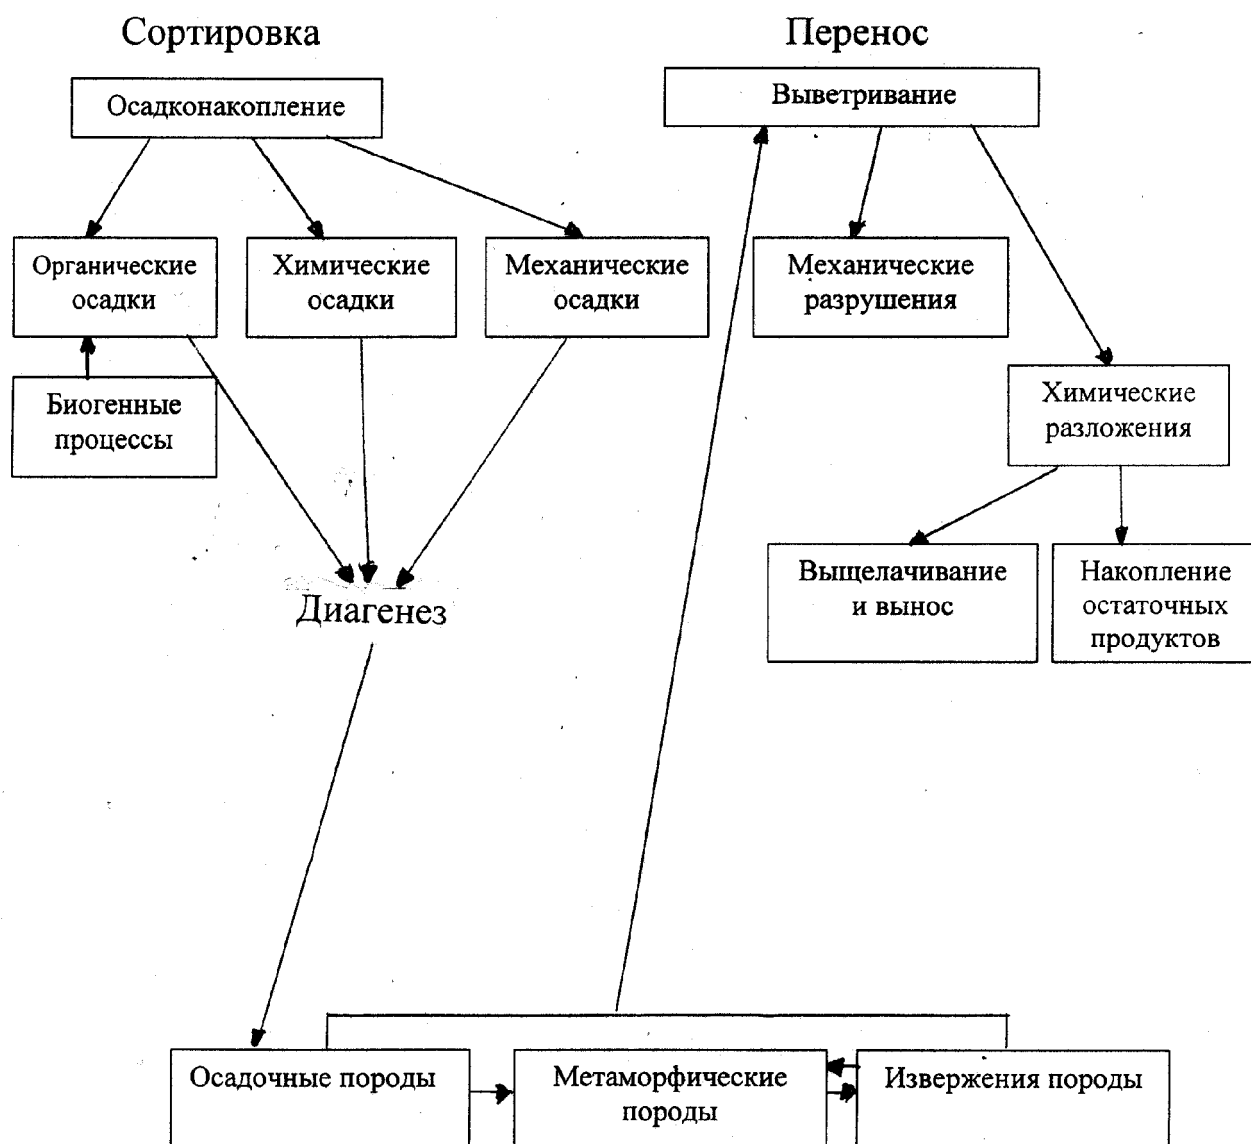 Сортировка
Перенос
Осадконакопление
Выветривание
Органические
осадки
Химические
осадки
Механические
осадки
Механические
разрушения
Биогенные
процессы
Химические
разложения
Выщелачивание
и вынос
Накопление
остаточных
продуктов
Диагенез
Осадочные породы
Метаморфические
породы
Извержения породы